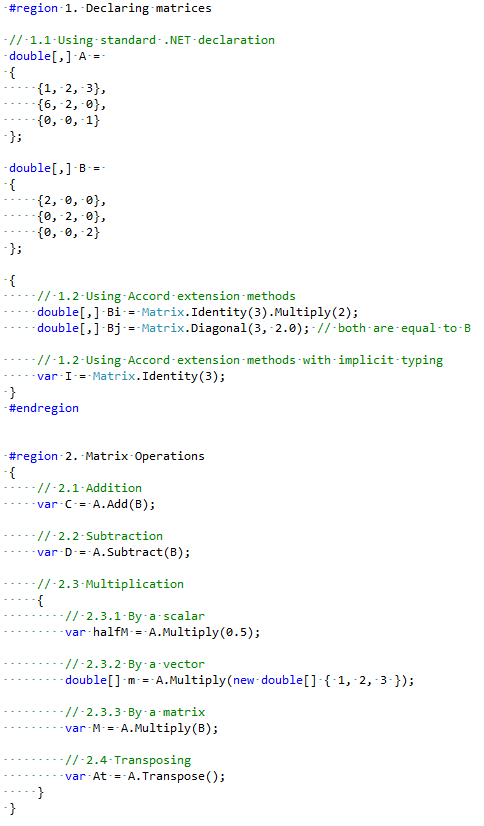 #region 1. Declaring matrices
// 1.1 Using standard .NET declaration
double[,] A =
{
{1, 2, 3},
{6, 2, 0},
{0, 0, 1}
};
double[,] B =
{
{2, 0, 0},
{0, 2, 0},
{0, 0, 2}
};
{
// 1.2 Using Accord extension methods
double[,] Bi = Matrix.Identity(3).Multiply(2);
double[,] Bj = Matrix.Diagonal(3, 2.0); // both are equal to B
// 1.2 Using Accord extension methods with implicit typing
var I = Matrix.Identity(3);
}
#endregion
#region 2. Matrix Operations
{
// 2.1 Addition
var C = A.Add(B);
// 2.2 Subtraction
var D = A.Subtract(B);
// 2.3 Multiplication
{
// 2.3.1 By a scalar
var halfM = A.Multiply(0.5);
// 2.3.2 By a vector
double[] m = A.Multiply(new double[] { 1, 2, 3 });
// 2.3.3 By a matrix
var M = A.Multiply(B);
// 2.4 Transposing
var At = A.Transpose();
}
}